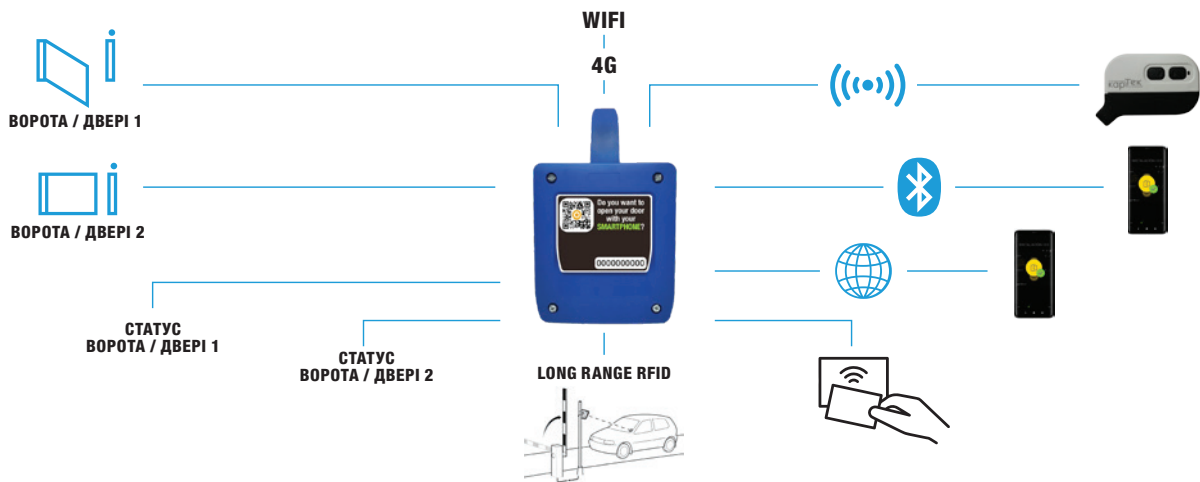 WIFI
4G
ВОРОТА / ДВЕРІ 1
ВОРОТА / ДВЕРІ 2
СТАТУС
ВОРОТА / ДВЕРІ 1
СТАТУС
ВОРОТА / ДВЕРІ 2
Do you want to
open your door
with your
SMARTPHONE?
0000000000
LONG RANGE RFID
карТех